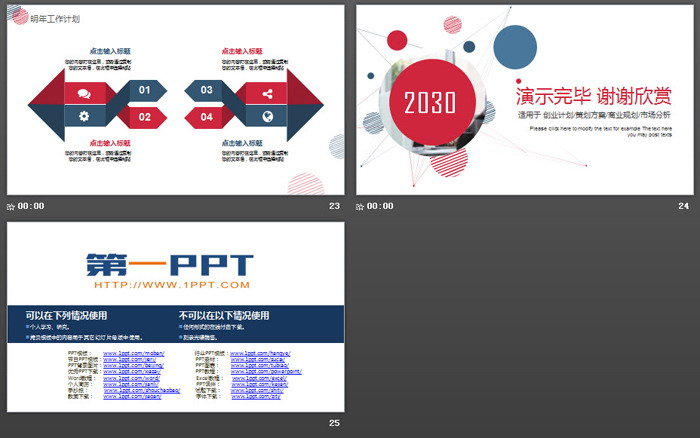 明年工作计划
点击输入标题
您的内容打在这里，或者通过复制
您的文本后，在此框中选择粘贴
点击输入标题
您的内容打在这里，或者通过复制
您的文本后，在此框中选择粘贴
01
02
03
04
点击输入标题
您的内容打在这里，或者通过复制
您的文本后，在此框中选择粘贴
点击输入标题
您的内容打在这里，或者通过复制
您的文本后，在此框中选择粘贴
00:00
23
2030
演示完毕 谢谢欣赏
适用于 创业计划/策划方案/商业规划/市场分析
Please click here to modify the text for example The text here
you may post texts
00:00
24
第一PPT
HTTP://WWW.1PPT.COM
可以在下列情况使用
个人学习、研究。
拷贝模板中的内容用于其它幻灯片母版中使用。
不可以在以下情况使用
任何形式的在线付费下载。
刻录光碟销售。
PPT模板： www.1ppt.com/moban/
节日PPT模板： www.1ppt.com/jieri/
PPT背景图片： www.1ppt.com/beijing/
优秀PPT下载： www.1ppt.com/xiazai/
Word教程： www.1ppt.com/word/
个人简历： www.1ppt.com/jianli/
手抄报： www.1ppt.com/shouchaobao/
教案下载： www.1ppt.com/jiaoan/
行业PPT模板： www.1ppt.com/hangye/
PPT素材： www.1ppt.com/sucai/
PPT图表： www.1ppt.com/tubiao/
PPT教程： www.1ppt.com/powerpoint/
Excel教程： www.1ppt.com/excel/
PPT课件： www.1ppt.com/kejian/
试题下载： www.1ppt.com/shiti/
字体下载： www.1ppt.com/ziti/
25